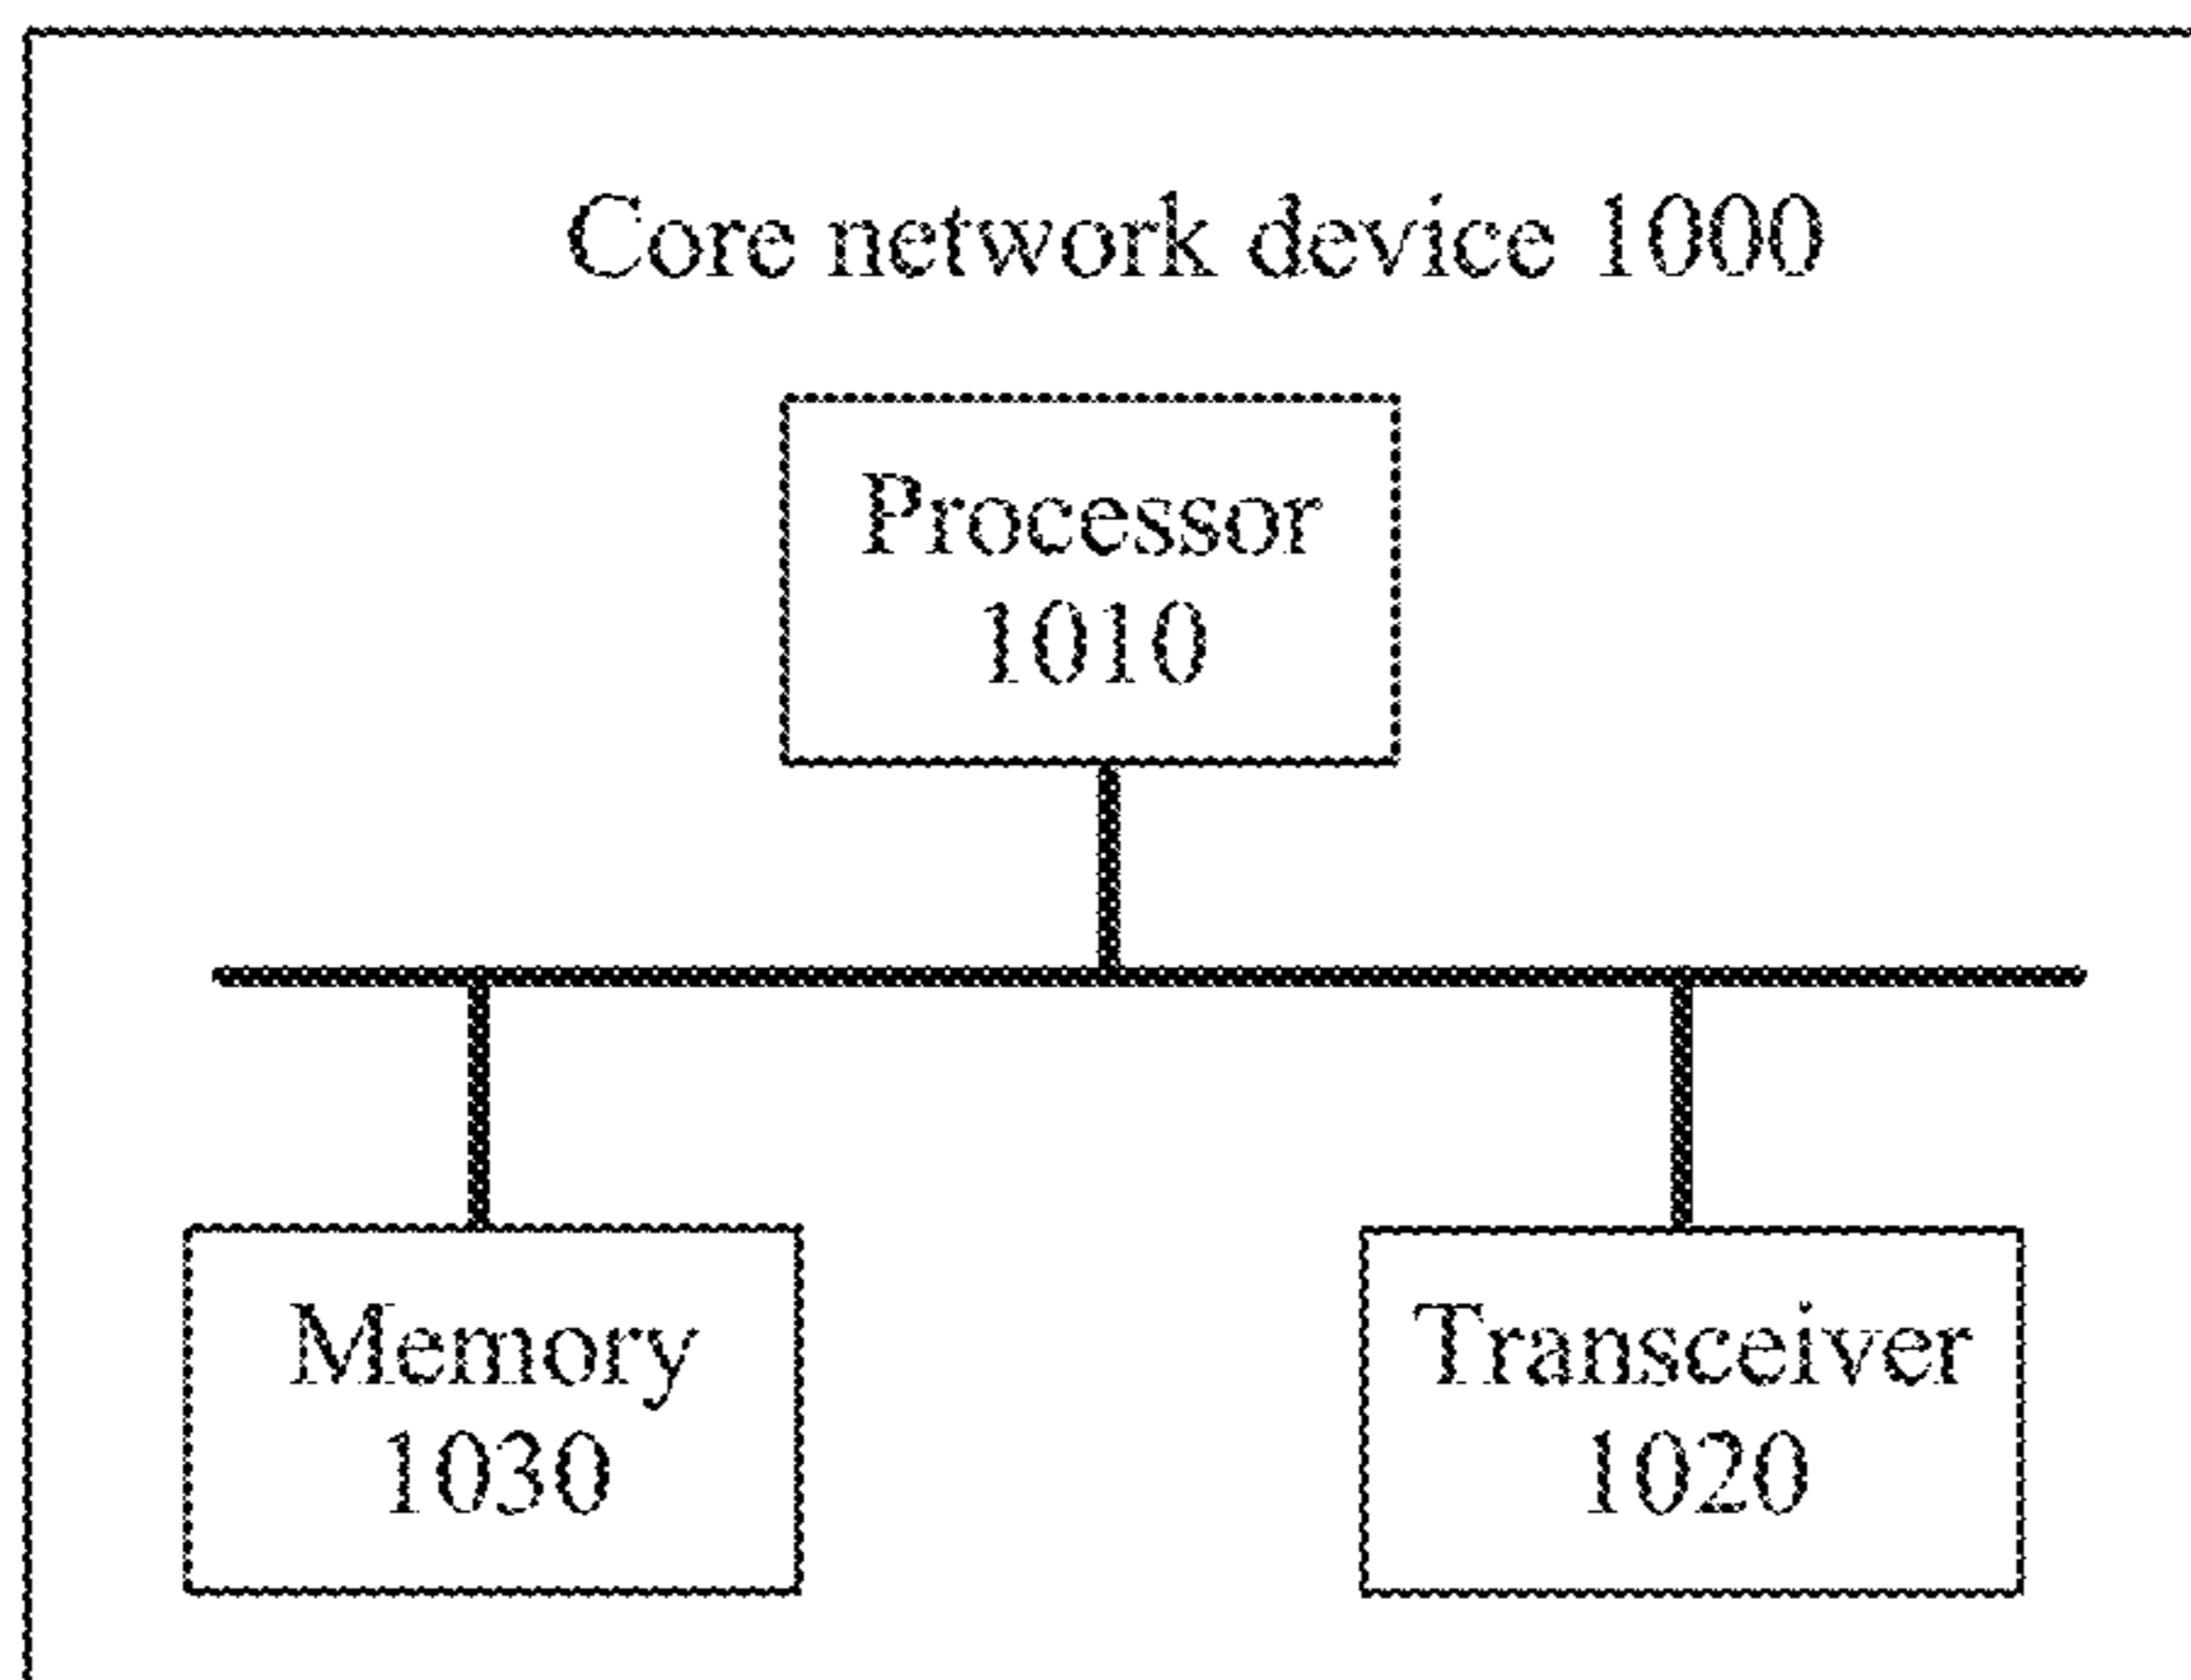 Core network device 1000
Processor
1010
Memory
1030
Transceiver
1020